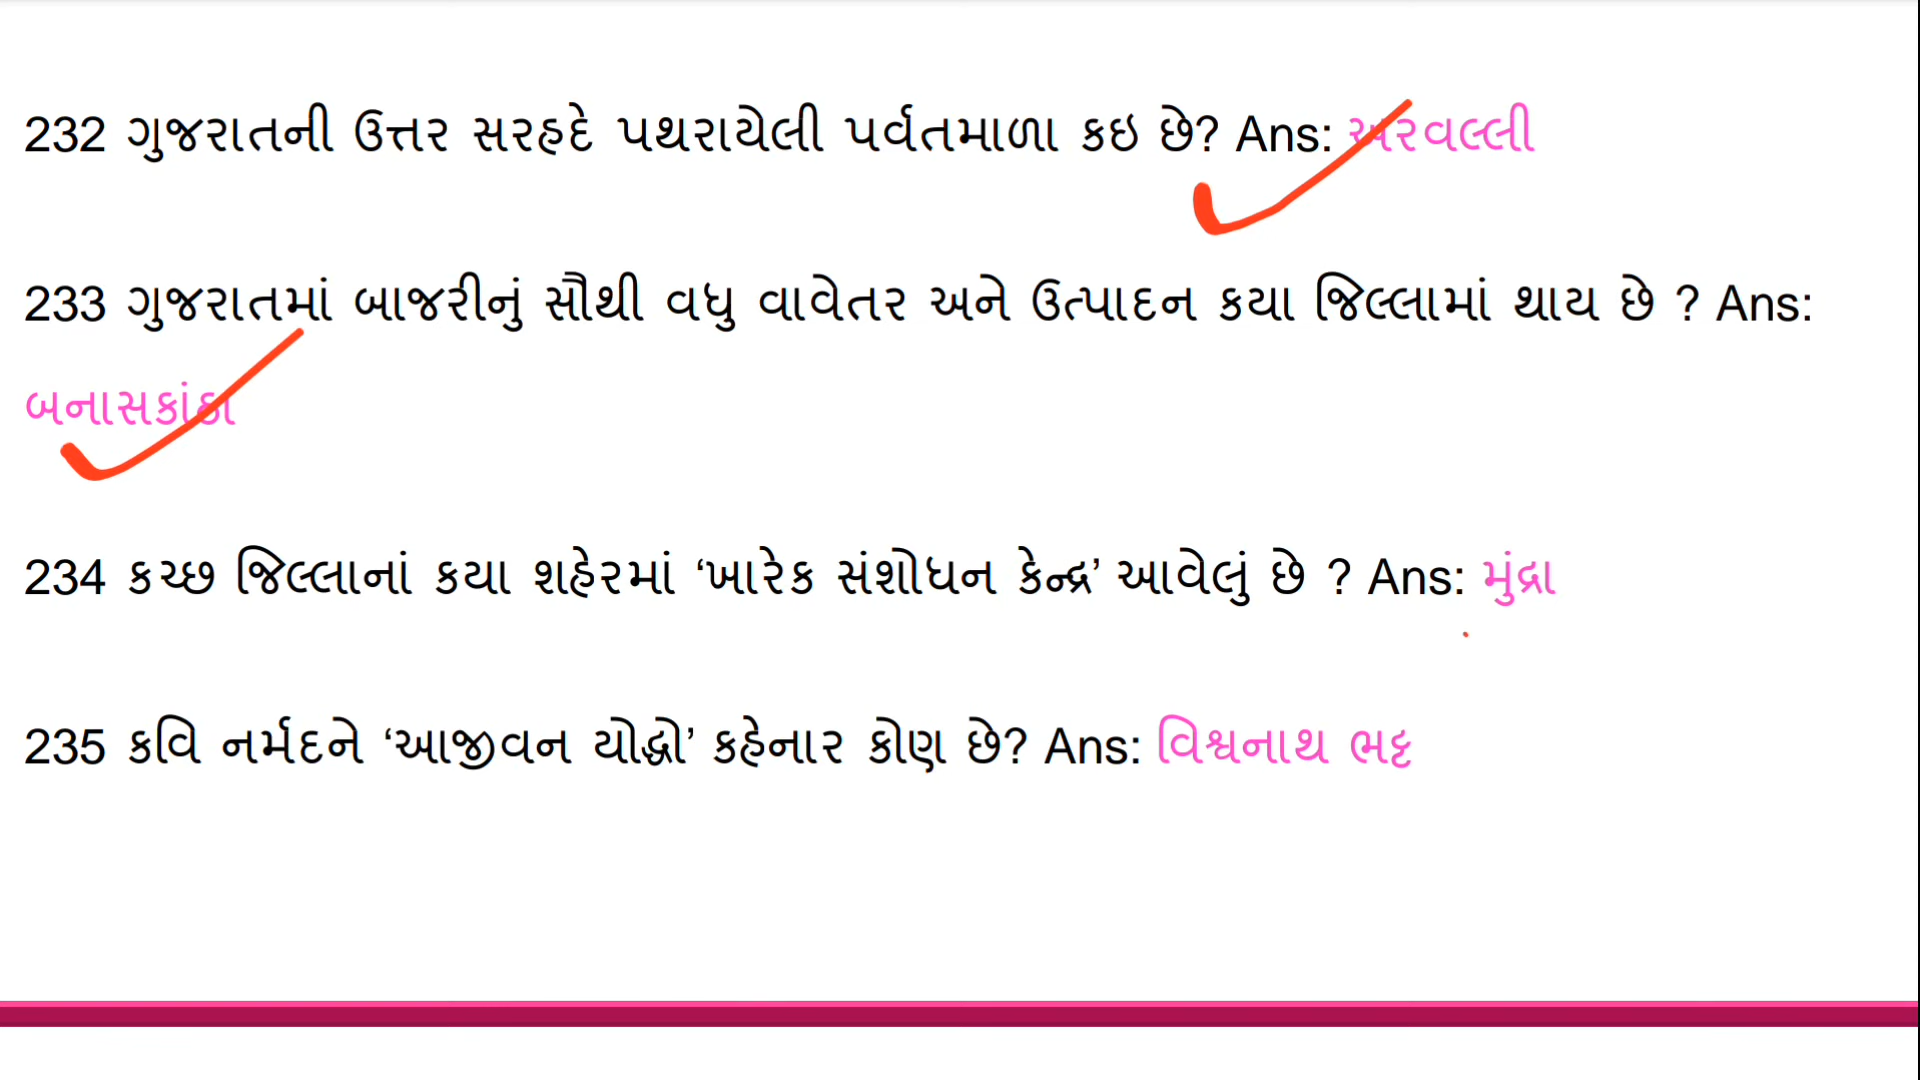 232 ગુજરાતની ઉત્તર સરહદે પથરાયેલી પર્વતમાળા કઇ છે? Ans: અરવલ્લી
233 ગુજરાતમાં બાજરીનું સૌથી વધુ વાવેતર અને ઉત્પાદન કયા જિલ્લામાં થાય છે ? Ans:
બનાસકાંઠા
234 કચ્છ જિલ્લાનાં કયા શહેરમાં ‘ખારેક સંશોધન કેન્દ્ર’ આવેલું છે ? Ans: મુંદ્રા
235 કવિ નર્મદને ‘આજીવન યોદ્ધો’ કહેનાર કોણ છે? Ans: વિશ્વનાથ ભટ્ટ